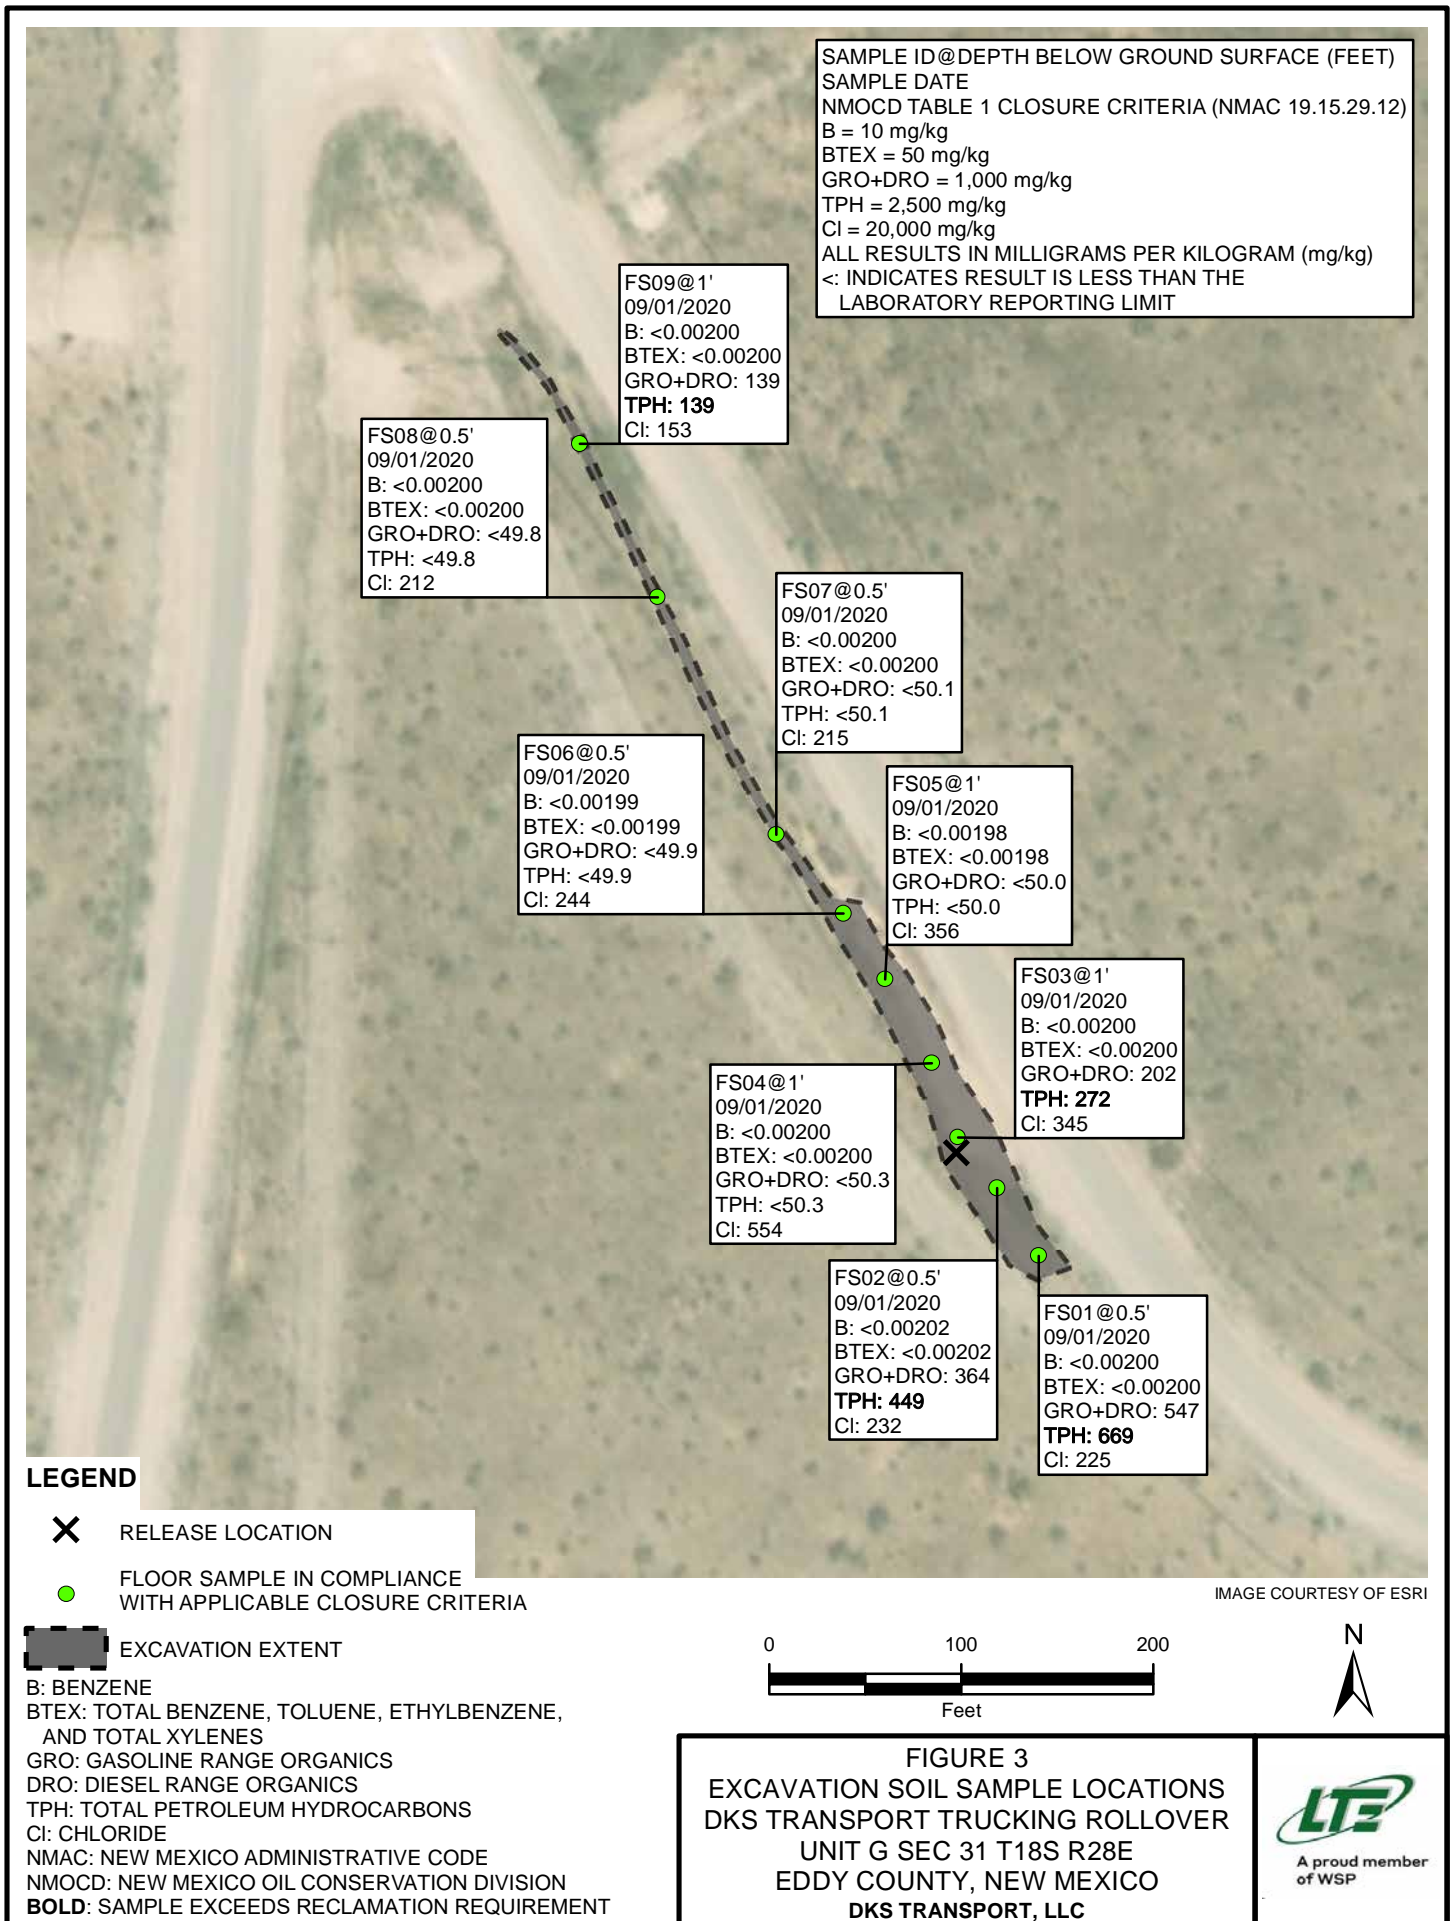 SAMPLE ID@DEPTH BELOW GROUND SURFACE (FEET)
SAMPLE DATE
NMOCD TABLE 1 CLOSURE CRITERIA (NMAC 19.15.29.12)
B = 10 mg/kg
BTEX = 50 mg/kg
GRO+DRO = 1,000 mg/kg
TPH = 2,500 mg/kg
Cl = 20,000 mg/kg
ALL RESULTS IN MILLIGRAMS PER KILOGRAM (mg/kg)
<: INDICATES RESULT IS LESS THAN THE
LABORATORY REPORTING LIMIT
FS09@1'
09/01/2020
B: <0.00200
BTEX: <0.00200
GRO+DRO: 139
TPH: 139
Cl: 153
FS08@0.5'
09/01/2020
B: <0.00200
BTEX: <0.00200
GRO+DRO: <49.8
TPH: <49.8
Cl: 212
FS07@0.5'
09/01/2020
B: <0.00200
BTEX: <0.00200
GRO+DRO: <50.1
TPH: <50.1
Cl: 215
FS06@0.5'
09/01/2020
B: <0.00199
BTEX: <0.00199
GRO+DRO: <49.9
TPH: <49.9
Cl: 244
FS05@1'
09/01/2020
B: <0.00198
BTEX: <0.00198
GRO+DRO: <50.0
TPH: <50.0
Cl: 356
FS03@1'
09/01/2020
B: <0.00200
BTEX: <0.00200
GRO+DRO: 202
TPH: 272
Cl: 345
FS04@1'
09/01/2020
B: <0.00200
BTEX: <0.00200
GRO+DRO: <50.3
TPH: <50.3
Cl: 554
FS02@0.5'
09/01/2020
B: <0.00202
BTEX: <0.00202
GRO+DRO: 364
TPH: 449
Cl: 232
FS01@0.5'
09/01/2020
B: <0.00200
BTEX: <0.00200
GRO+DRO: 547
TPH: 669
Cl: 225
LEGEND
RELEASE LOCATION
FLOOR SAMPLE IN COMPLIANCE
WITH APPLICABLE CLOSURE CRITERIA
EXCAVATION EXTENT
B: BENZENE
BTEX: TOTAL BENZENE, TOLUENE, ETHYLBENZENE,
AND TOTAL XYLENES
GRO: GASOLINE RANGE ORGANICS
DRO: DIESEL RANGE ORGANICS
TPH: TOTAL PETROLEUM HYDROCARBONS
Cl: CHLORIDE
NMAC: NEW MEXICO ADMINISTRATIVE CODE
NMOCD: NEW MEXICO OIL CONSERVATION DIVISION
BOLD: SAMPLE EXCEEDS RECLAMATION REQUIREMENT
IMAGE COURTESY OF ESRI
0 100 200
Feet
N
FIGURE 3
EXCAVATION SOIL SAMPLE LOCATIONS
DKS TRANSPORT TRUCKING ROLLOVER
UNIT G SEC 31 T18S R28E
EDDY COUNTY, NEW MEXICO
DKS TRANSPORT, LLC
LTE
A proud member
of WSP